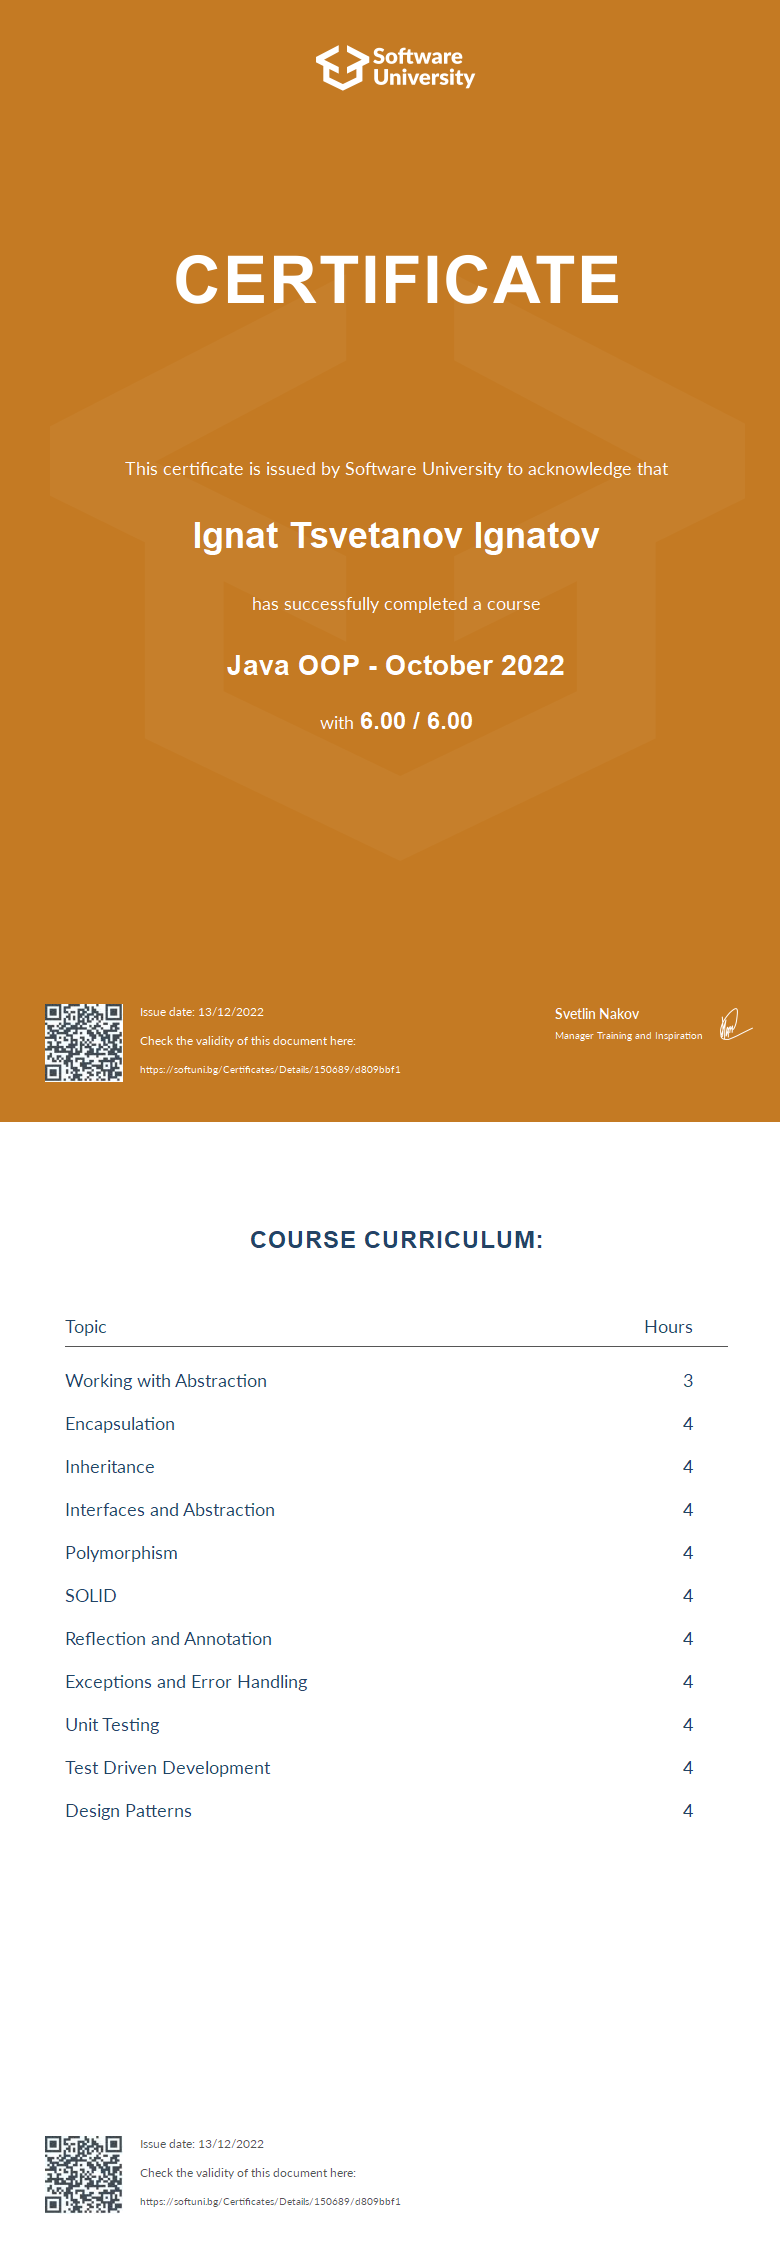 Software
University
CERTIFICATE
This certificate is issued by Software University to acknowledge that
Ignat Tsvetanov Ignatov
has successfully completed a course
Java OOP - October 2022
with 6.00 / 6.00
Issue date: 13/12/2022
Check the validity of this document here:
https://softuni.bg/Certificates/Details/150689/d809bbf1
Svetlin Nakov
Manager Training and Inspiration
COURSE CURRICULUM:
Topic Hours
Working with Abstraction 3
Encapsulation 4
Inheritance 4
Interfaces and Abstraction 4
Polymorphism 4
SOLID 4
Reflection and Annotation 4
Exceptions and Error Handling 4
Unit Testing 4
Test Driven Development 4
Design Patterns 4
Issue date: 13/12/2022
Check the validity of this document here:
https://softuni.bg/Certificates/Details/150689/d809bbf1